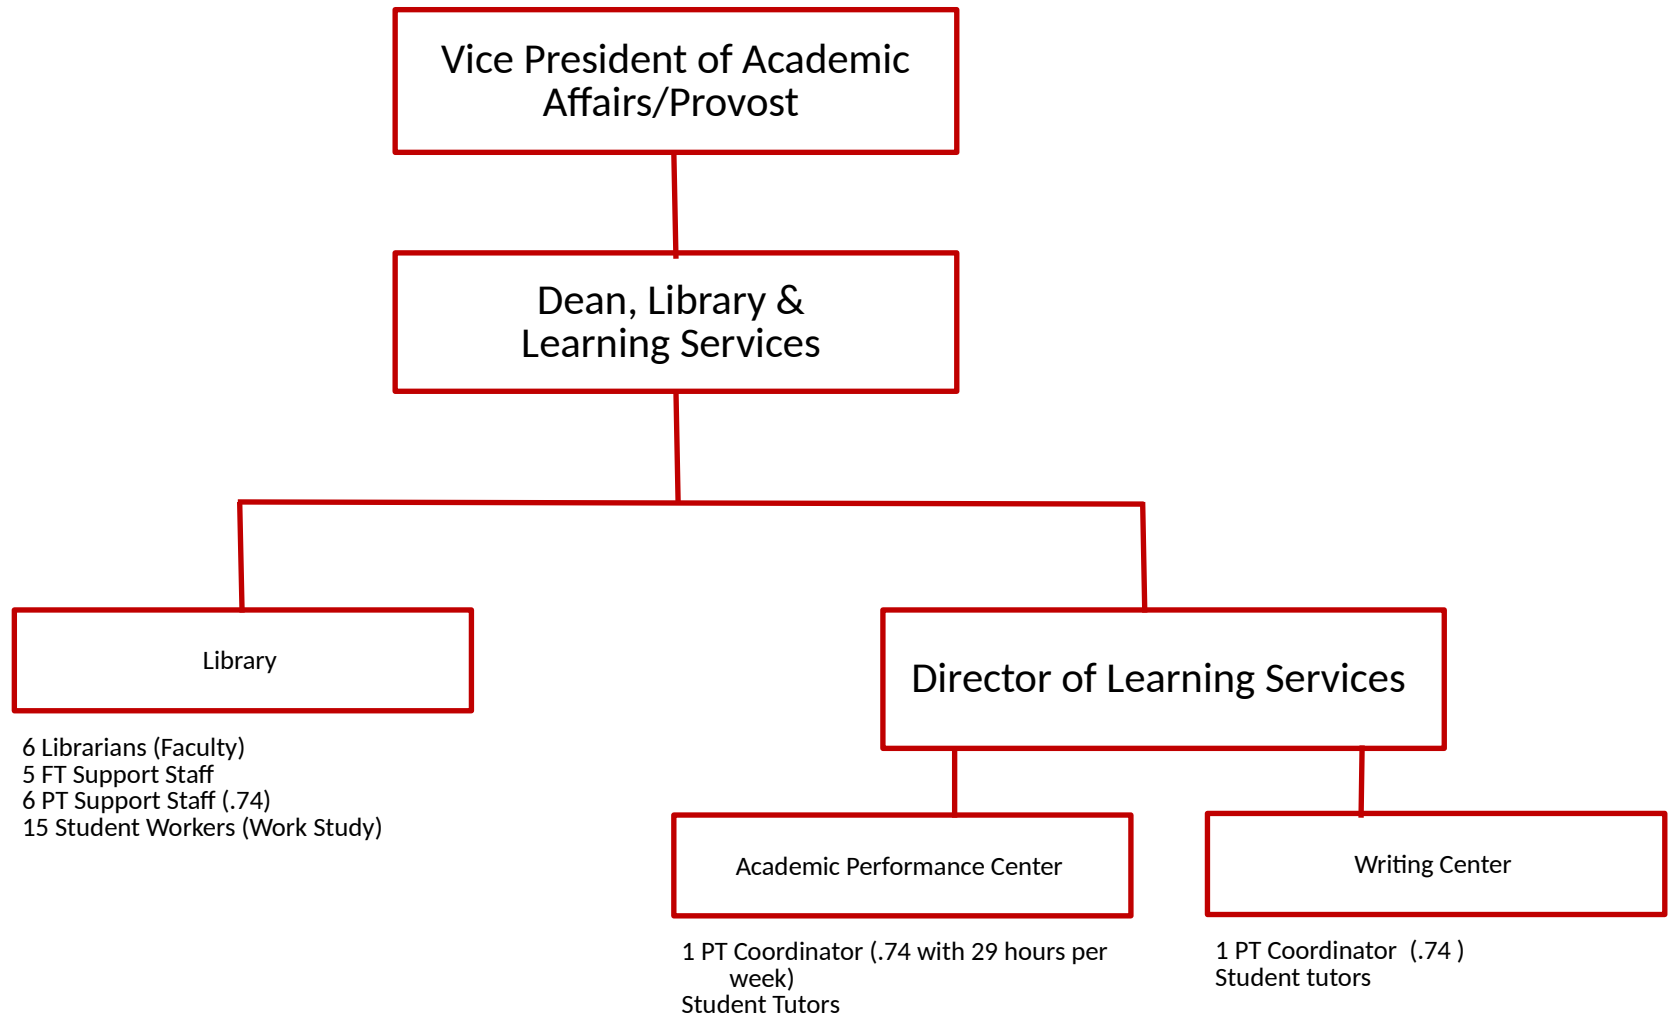 Vice President of Academic
Affairs/Provost
Dean, Library &
Learning Services
Library
Director of Learning Services
6 Librarians (Faculty)
5 FT Support Staff
6 PT Support Staff (.74)
15 Student Workers (Work Study)
Academic Performance Center
Writing Center
1 PT Coordinator (.74 with 29 hours per
week)
Student Tutors
1 PT Coordinator  (.74 )
Student tutors